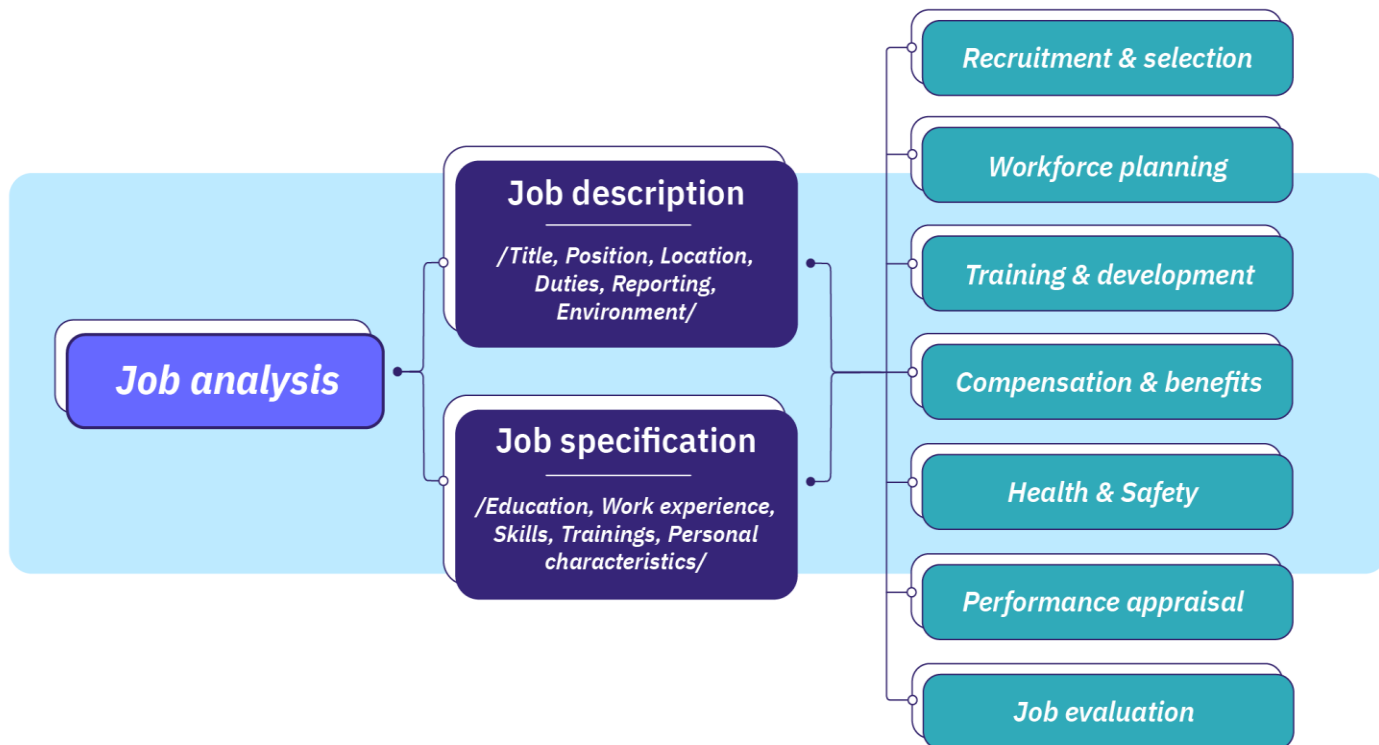 Job analysis
Job description
/Title, Position, Location,
Duties, Reporting,
Environment/
Job specification
/Education, Work experience,
Skills, Trainings, Personal
characteristics/
Recruitment & selection
Workforce planning
Training & development
Compensation & benefits
Health & Safety
Performance appraisal
Job evaluation